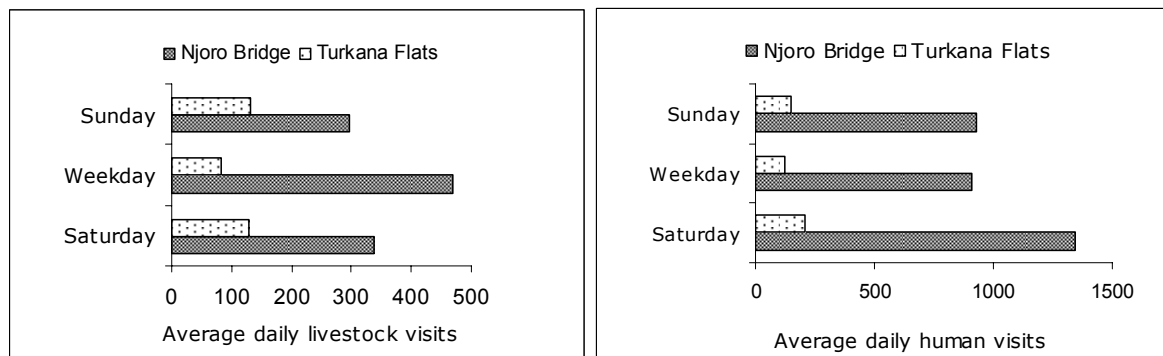 Njoro Bridge Turkana Flats
Sunday
Weekday
Saturday
0 100 200 300 400 500
Average daily livestock visits
Njoro Bridge Turkana Flats
Sunday
Weekday
Saturday
0 500 1000 1500
Average daily human visits